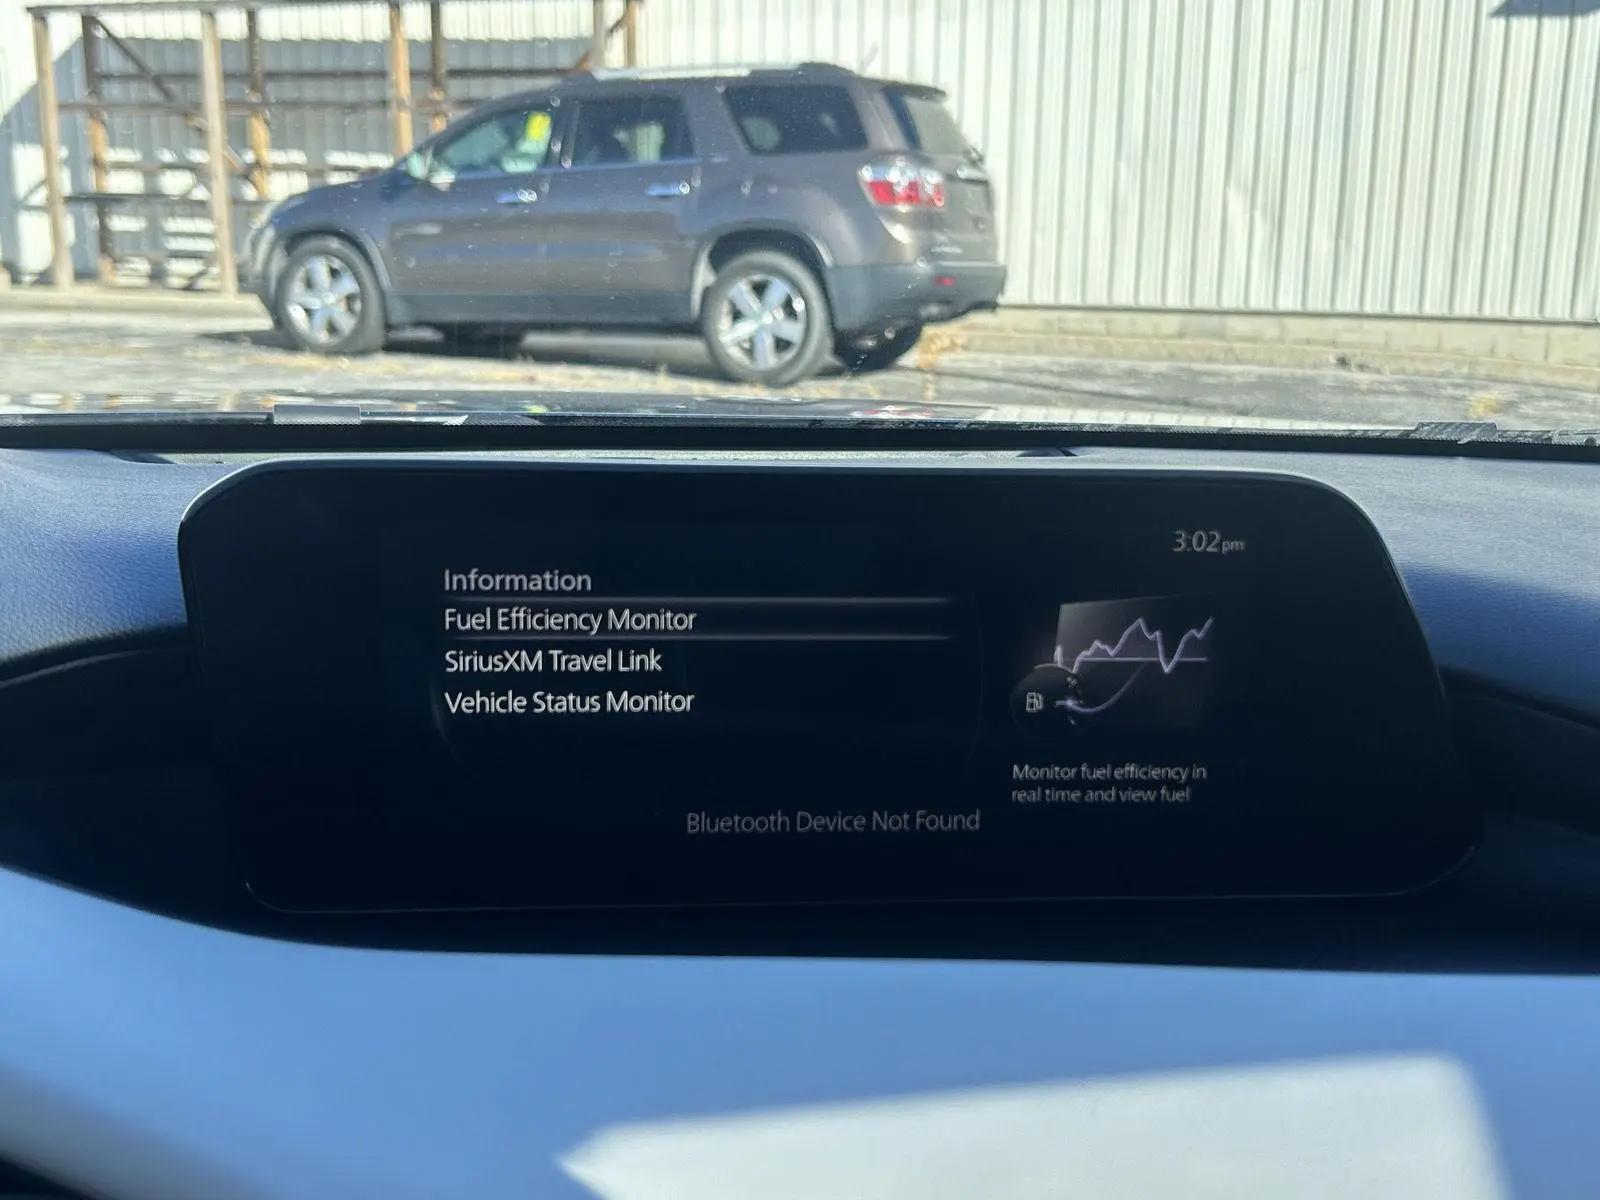 3:02pm
Information
Fuel Efficiency Monitor
SiriusXM Travel Link
Vehicle Status Monitor
Monitor fuel efficiency in
real time and view fuel
Bluetooth Device Not Found